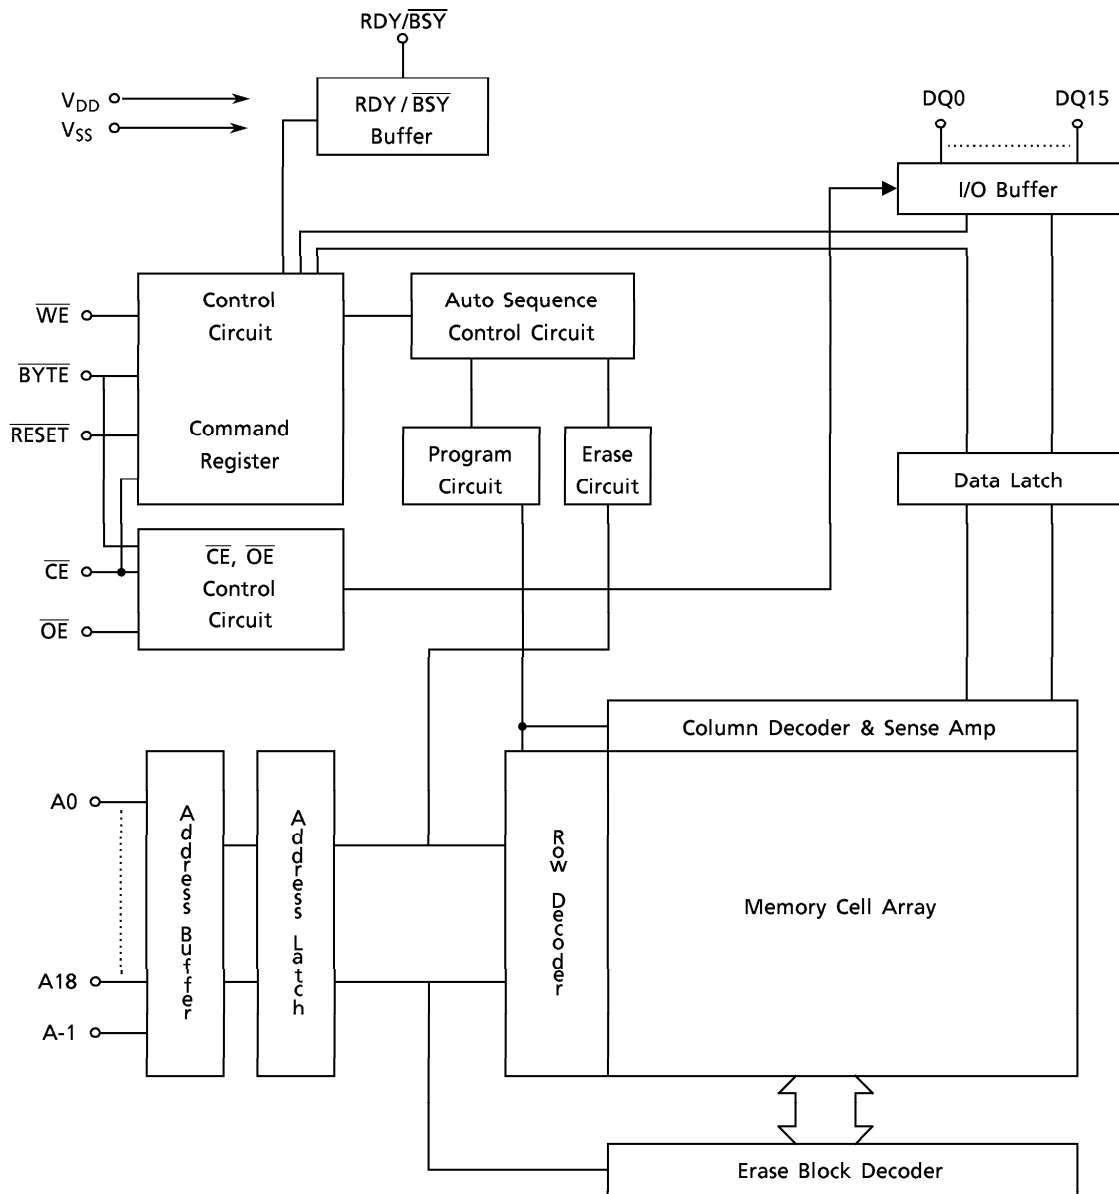 RDY/BSY
V_DD
V_SS
RDY / BSY
Buffer
DQ0 DQ15
I/O Buffer
WE
BYTE
RESET
CE
OE
Control
Circuit
Command
Register
Auto Sequence
Control Circuit
Program
Circuit
Erase
Circuit
Data Latch
CE, OE
Control
Circuit
Column Decoder & Sense Amp
A0
A18
A-1
Address Buffer
Address Latch
Row Decoder
Memory Cell Array
Erase Block Decoder